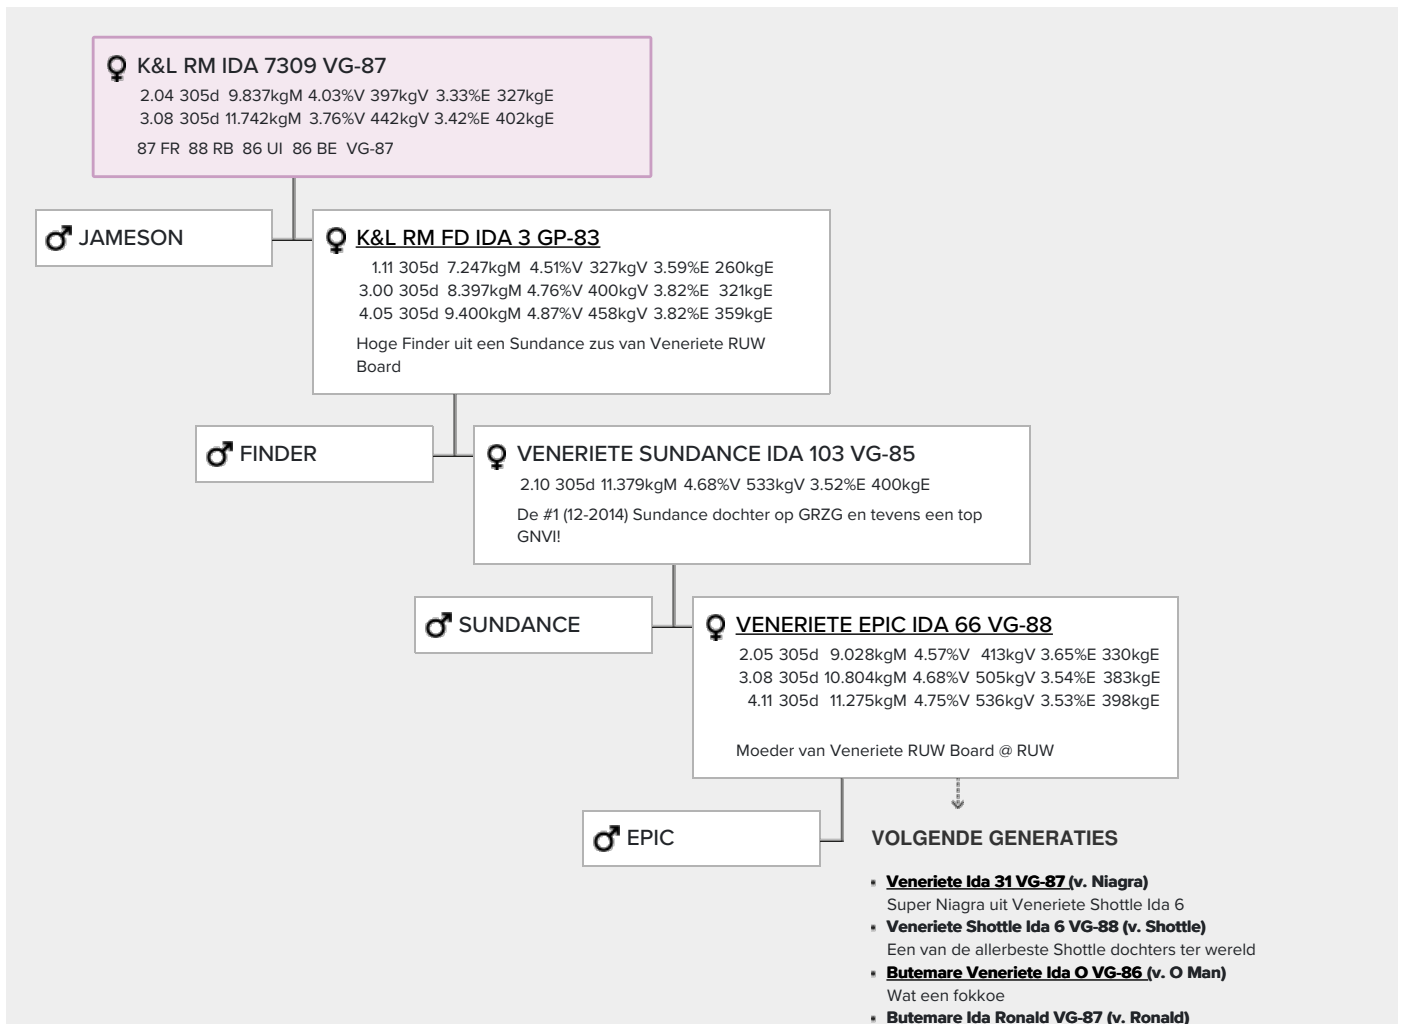 K&L RM IDA 7309 VG-87
2.04 305d 9.837kgM 4.03%V 397kgV 3.33%E 327kgE
3.08 305d 11.742kgM 3.76%V 442kgV 3.42%E 402kgE
87 FR 88 RB 86 UI 86 BE VG-87
JAMESON
K&L RM FD IDA 3 GP-83
1.11 305d 7.247kgM 4.51%V 327kgV 3.59%E 260kgE
3.00 305d 8.397kgM 4.76%V 400kgV 3.82%E 321kgE
4.05 305d 9.400kgM 4.87%V 458kgV 3.82%E 359kgE
Hoge Finder uit een Sundance zus van Veneriete RUW
Board
FINDER
VENERIETE SUNDANCE IDA 103 VG-85
2.10 305d 11.379kgM 4.68%V 533kgV 3.52%E 400kgE
De #1 (12-2014) Sundance dochter op GRZG en tevens een top
GNVI!
SUNDANCE
VENERIETE EPIC IDA 66 VG-88
2.05 305d 9.028kgM 4.57%V 413kgV 3.65%E 330kgE
3.08 305d 10.804kgM 4.68%V 505kgV 3.54%E 383kgE
4.11 305d 11.275kgM 4.75%V 536kgV 3.53%E 398kgE
Moeder van Veneriete RUW Board @ RUW
EPIC
VOLGENDE GENERATIES
▪ Veneriete Ida 31 VG-87 (v. Niagra)
Super Niagra uit Veneriete Shottle Ida 6
▪ Veneriete Shottle Ida 6 VG-88 (v. Shottle)
Een van de allerbeste Shottle dochters ter wereld
▪ Butemare Veneriete Ida O VG-86 (v. O Man)
Wat een fokkoe
▪ Butemare Ida Ronald VG-87 (v. Ronald)